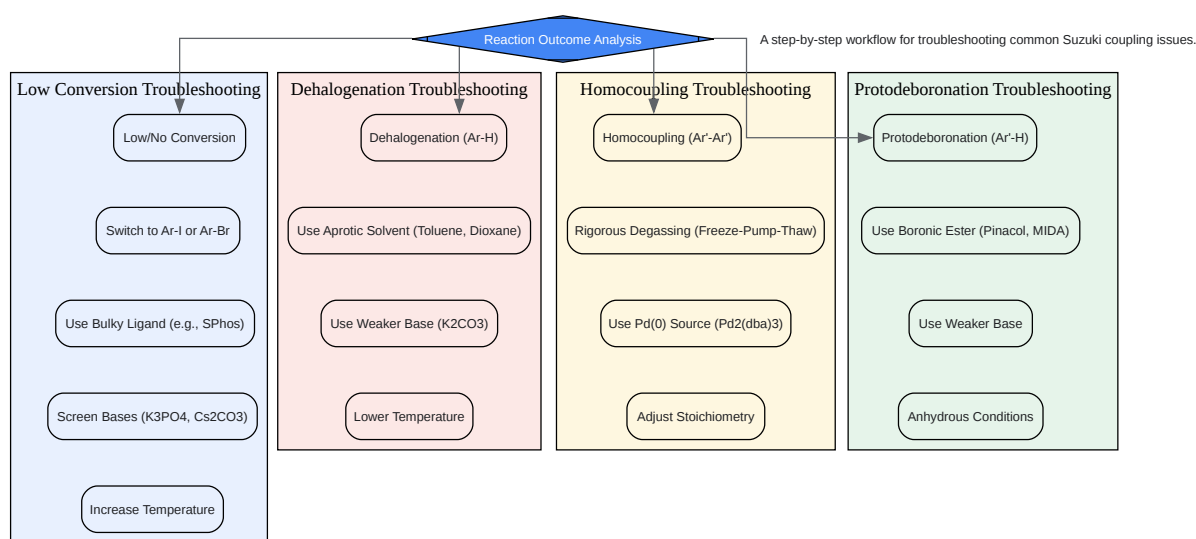 Reaction Outcome Analysis
A step-by-step workflow for troubleshooting common Suzuki coupling issues.
Low Conversion Troubleshooting
Low/No Conversion
Switch to Ar-I or Ar-Br
Use Bulky Ligand (e.g., SPhos)
Screen Bases (K3PO4, Cs2CO3)
Increase Temperature
Dehalogenation Troubleshooting
Dehalogenation (Ar-H)
Use Aprotic Solvent (Toluene, Dioxane)
Use Weaker Base (K2CO3)
Lower Temperature
Homocoupling Troubleshooting
Homocoupling (Ar'-Ar')
Rigorous Degassing (Freeze-Pump-Thaw)
Use Pd(0) Source (Pd2(dba)3)
Adjust Stoichiometry
Protodeboronation Troubleshooting
Protodeboronation (Ar'-H)
Use Boronic Ester (Pinacol, MIDA)
Use Weaker Base
Anhydrous Conditions